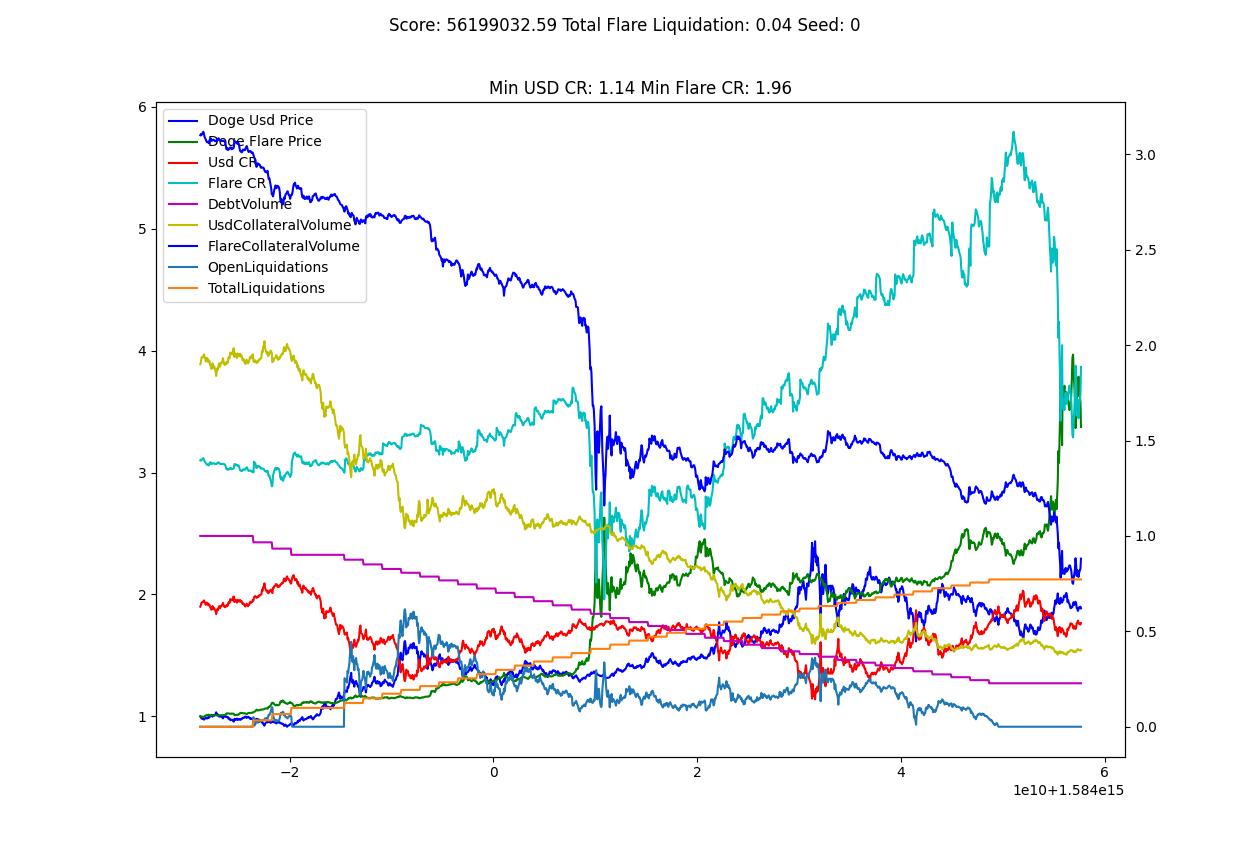 Score: 56199032.59 Total Flare Liquidation: 0.04 Seed: 0
Min USD CR: 1.14 Min Flare CR: 1.96
Doge Usd Price
Doge Flare Price
Usd CR
Flare CR
DebtVolume
UsdCollateralVolume
FlareCollateralVolume
OpenLiquidations
TotalLiquidations
6
5
4
3
2
1
3.0
2.5
2.0
1.5
1.0
0.5
0.0
−2
0
2
4
6
1e10+1.584e15